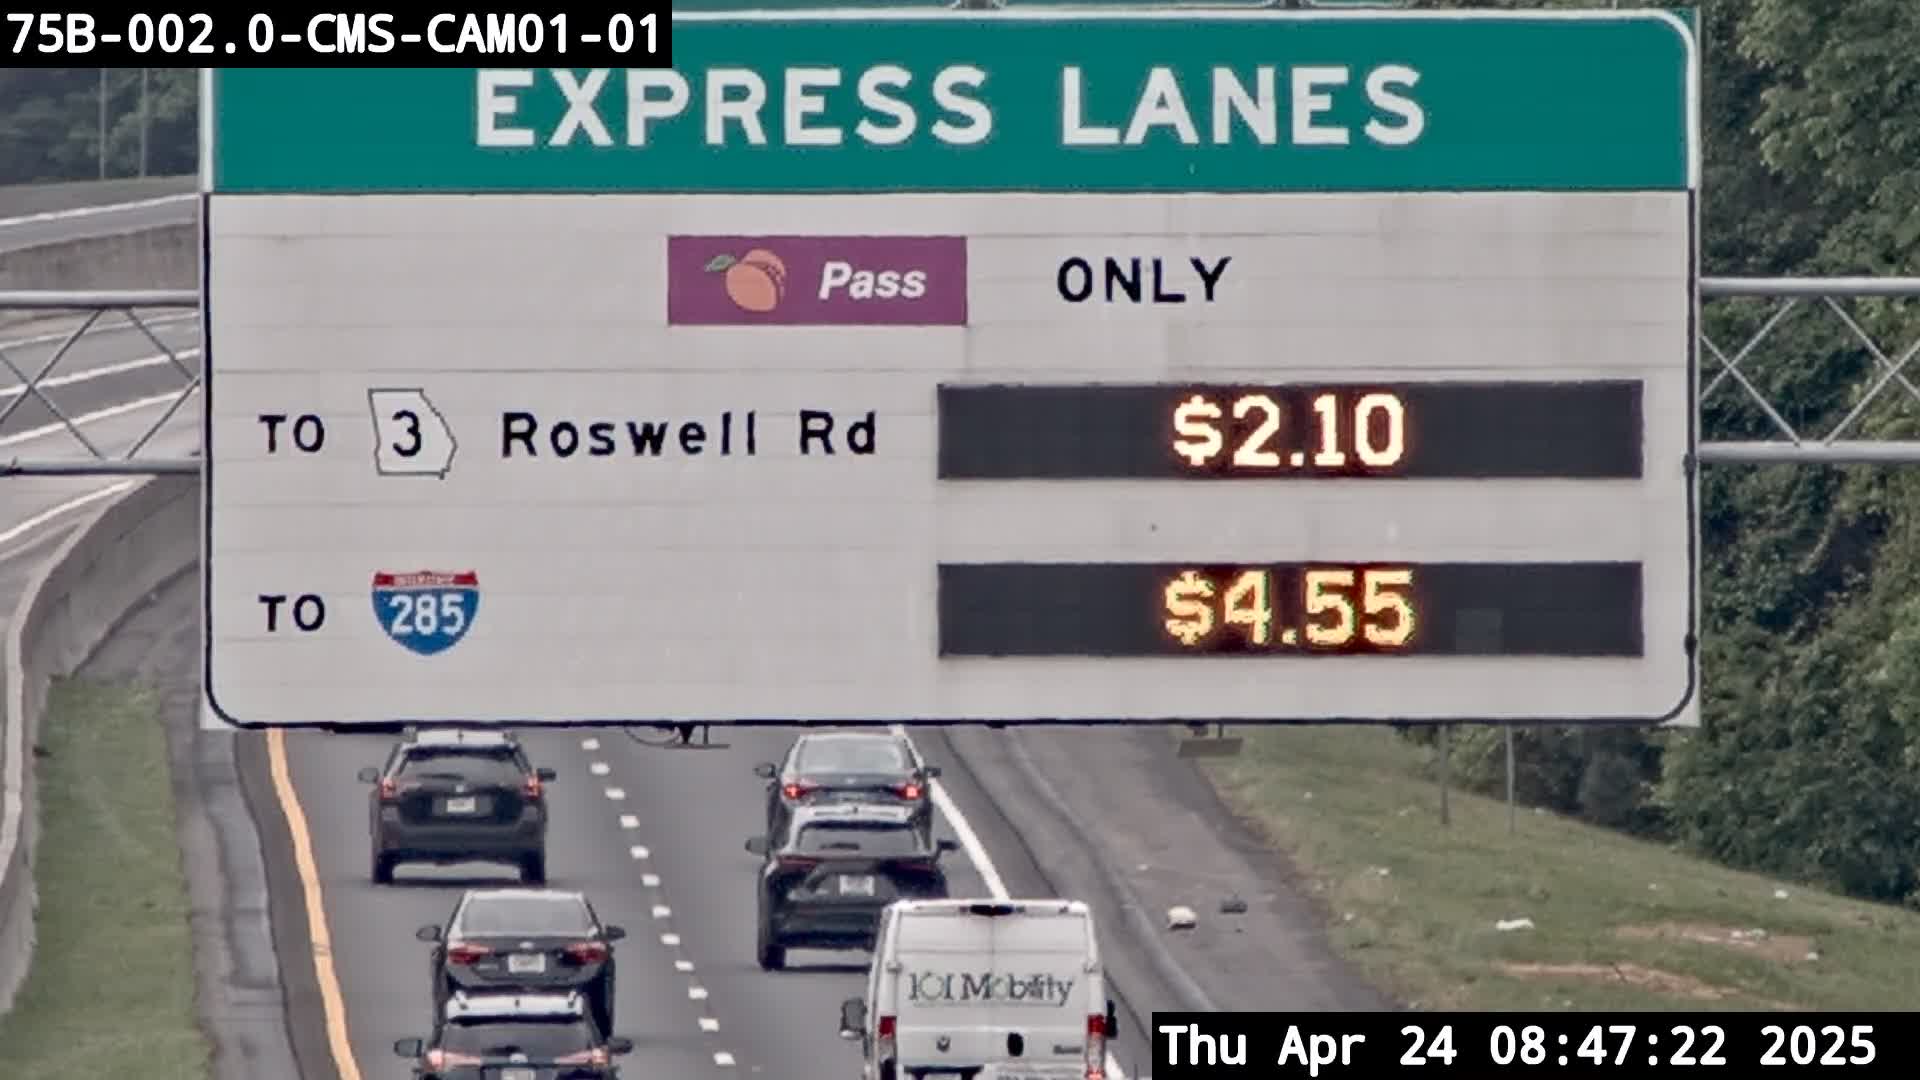 75B-002.0-CMS-CAM01-01
EXPRESS LANES
Pass ONLY
TO 3 Roswell Rd $2.10
TO 285 $4.55
101 Mobility
Thu Apr 24 08:47:22 2025